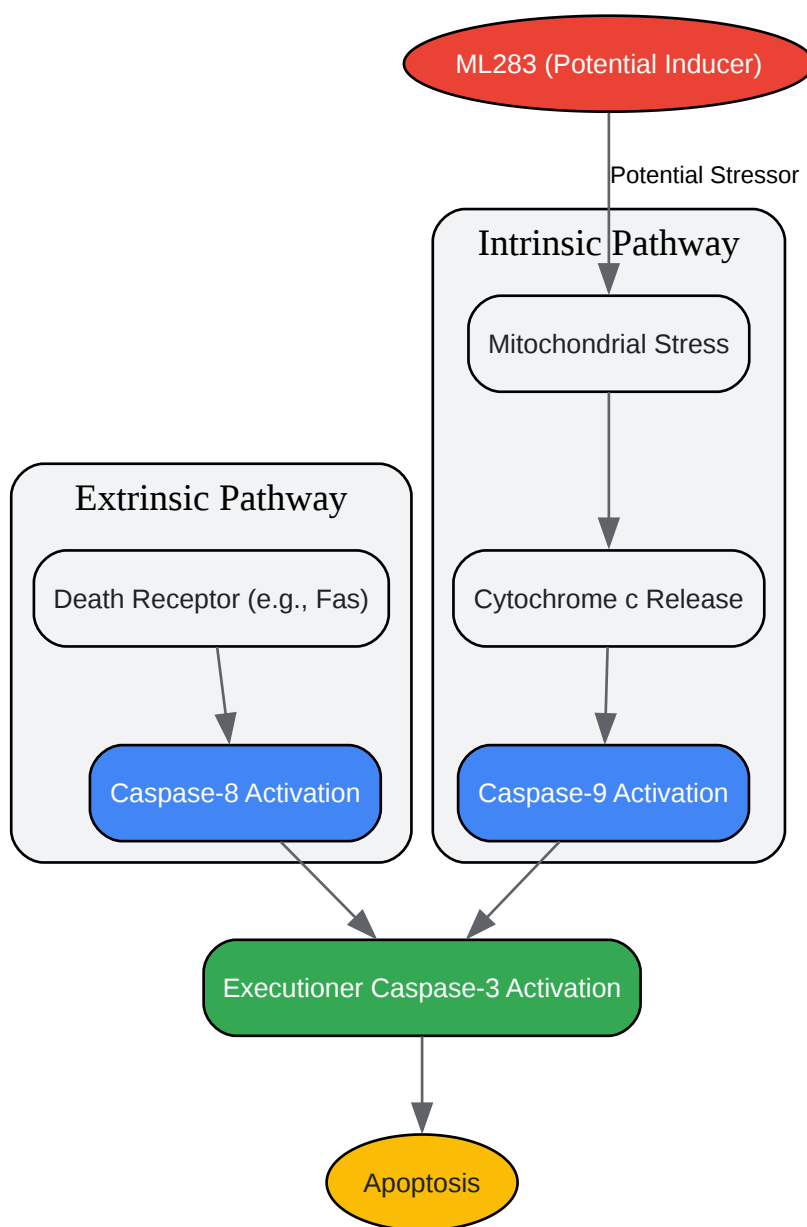 ML283 (Potential Inducer)
Potential Stressor
Intrinsic Pathway
Mitochondrial Stress
Extrinsic Pathway
Death Receptor (e.g., Fas)
Cytochrome c Release
Caspase-8 Activation
Caspase-9 Activation
Executioner Caspase-3 Activation
Apoptosis